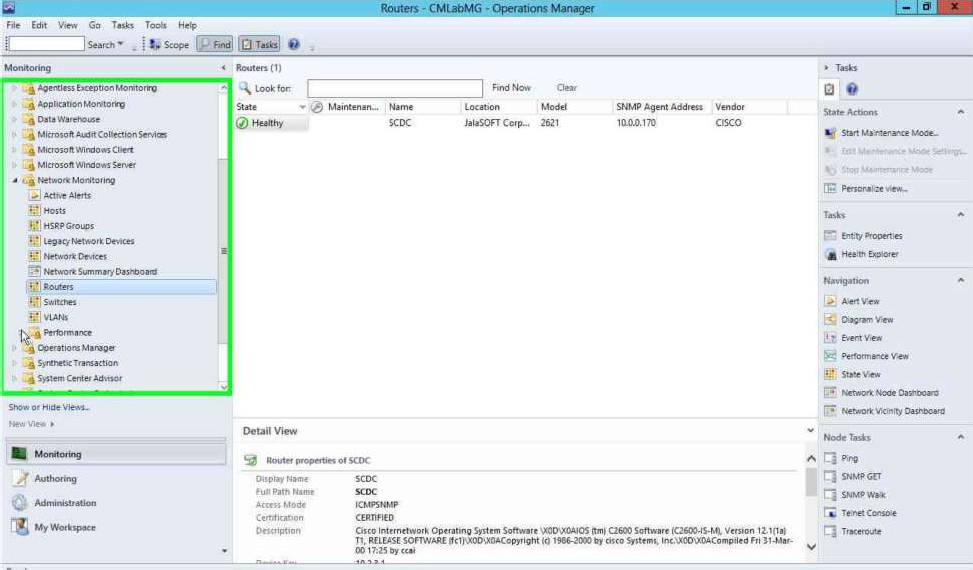 Routers - CMLabMG - Operations Manager
File Edit View Go Tasks Tools Help
Search Scope Find Tasks
Monitoring
Agentless Exception Monitoring
Application Monitoring
Data Warehouse
Microsoft Audit Collection Services
Microsoft Windows Client
Microsoft Windows Server
Network Monitoring
Active Alerts
Hosts
HSRP Groups
Legacy Network Devices
Network Devices
Network Summary Dashboard
Routers
Switches
VLANs
Performance
Operations Manager
Synthetic Transaction
System Center Advisor
Show or Hide Views...
New View
Monitoring
Authoring
Administration
My Workspace
Routers (1)
Look for: Find Now Clear
State Maintenan... Name Location Model SNMP Agent Address Vendor
Healthy SCDC JalaSOFT Corp... 2621 10.0.0.170 CISCO
Detail View
Router properties of SCDC
Display Name SCDC
Full Path Name SCDC
Access Mode ICMPSNMP
Certification CERTIFIED
Description Cisco Internetwork Operating System Software \X0D\X0AIOS (tm) C2600 Software (C2600-IS-M), Version 12.1(1a)
T1, RELEASE SOFTWARE (fc1)\X0D\X0ACopyright (c) 1986-2000 by cisco Systems, Inc.\X0D\X0ACompiled Fri 31-Mar-
00 17:25 by ccai
Device Key 10.2.3.1
Tasks
State Actions
Start Maintenance Mode...
Edit Maintenance Mode Settings...
Stop Maintenance Mode
Personalize view...
Tasks
Entity Properties
Health Explorer
Navigation
Alert View
Diagram View
Event View
Performance View
State View
Network Node Dashboard
Network Vicinity Dashboard
Node Tasks
Ping
SNMP GET
SNMP Walk
Telnet Console
Traceroute